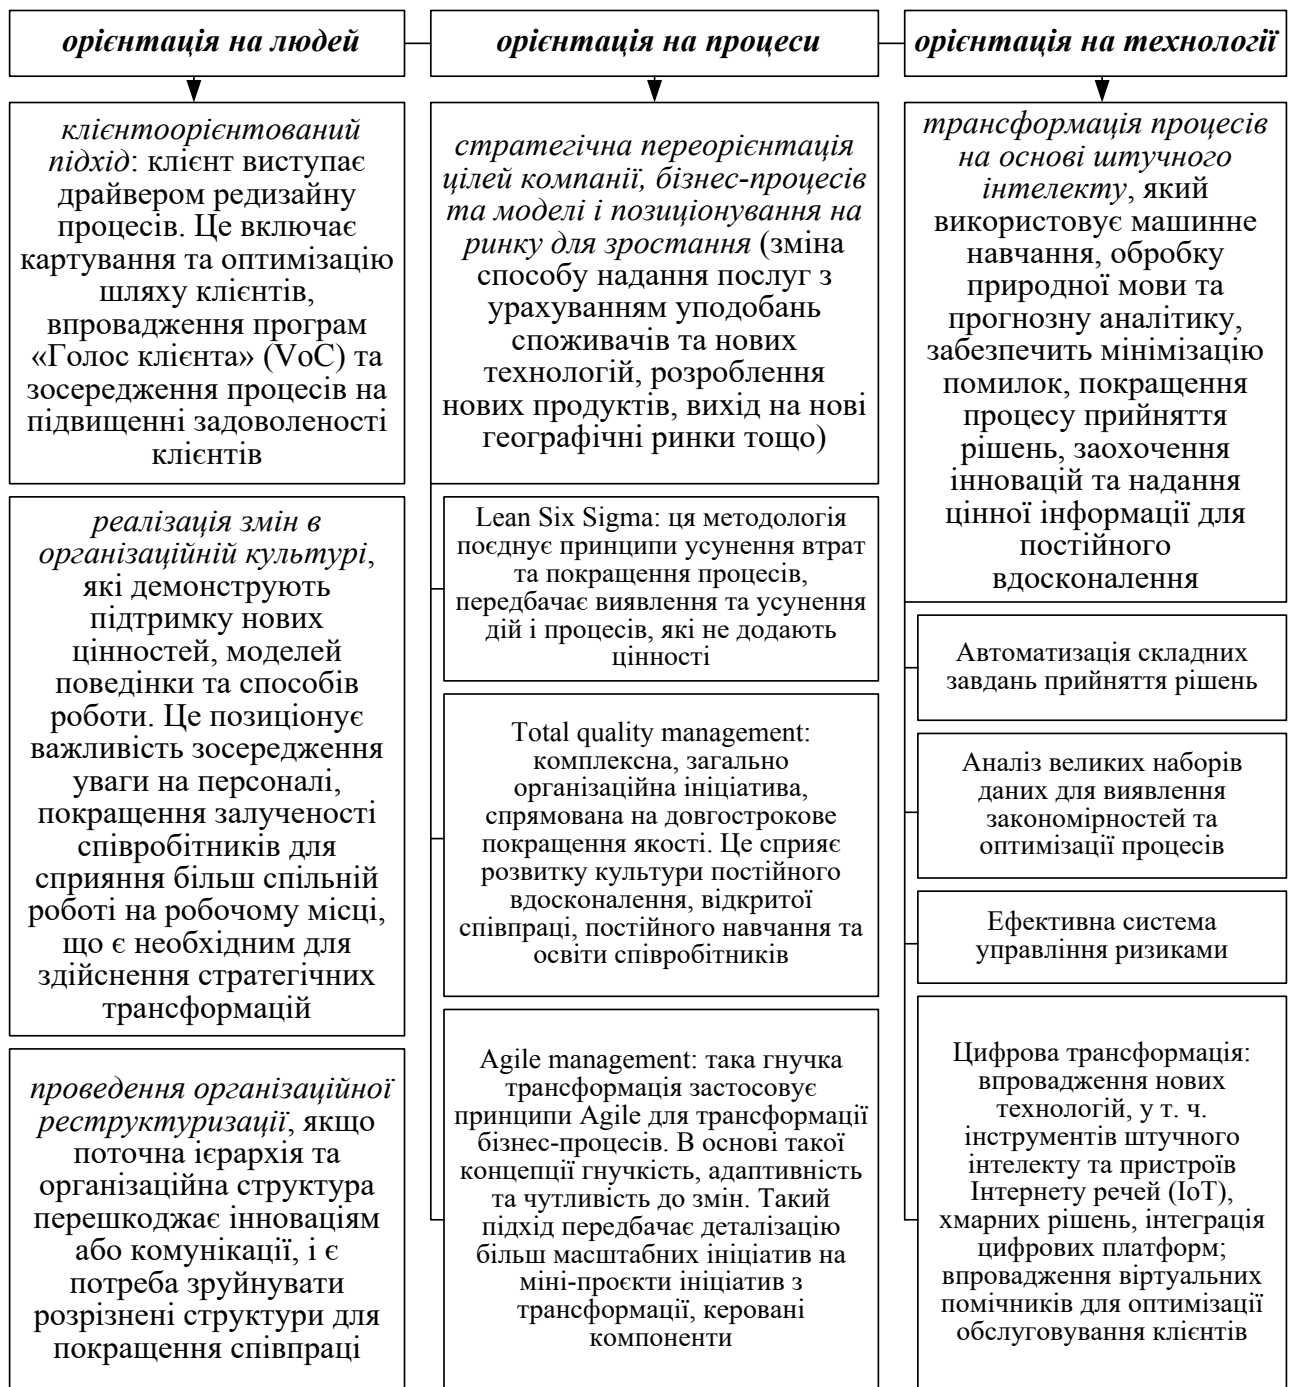 орієнтація на людей
орієнтація на процеси
орієнтація на технології
клієнтоорієнтований
підхід: клієнт виступає
драйвером редизайну
процесів. Це включає
картування та оптимізацію
шляху клієнтів,
впровадження програм
«Голос клієнта» (VoC) та
зосередження процесів на
підвищенні задоволеності
клієнтів
реалізація змін в
організаційній культурі,
які демонструють
підтримку нових
цінностей, моделей
поведінки та способів
роботи. Це позиціонує
важливість зосередження
уваги на персоналі,
покращення залученості
співробітників для
сприяння більш спільній
роботі на робочому місці,
що є необхідним для
здійснення стратегічних
трансформацій
проведення організаційної
реструктуризації, якщо
поточна ієрархія та
організаційна структура
перешкоджає інноваціям
або комунікації, і є
потреба зруйнувати
розрізнені структури для
покращення співпраці
стратегічна переорієнтація
цілей компанії, бізнес-процесів
та моделі і позиціонування на
ринку для зростання (зміна
способу надання послуг з
урахуванням уподобань
споживачів та нових
технологій, розроблення
нових продуктів, вихід на нові
географічні ринки тощо)
Lean Six Sigma: ця методологія
поєднує принципи усунення втрат
та покращення процесів,
передбачає виявлення та усунення
дій і процесів, які не додають
цінності
Total quality management:
комплексна, загально
організаційна ініціатива,
спрямована на довгострокове
покращення якості. Це сприяє
розвитку культури постійного
вдосконалення, відкритої
співпраці, постійного навчання та
освіти співробітників
Agile management: така гнучка
трансформація застосовує
принципи Agile для трансформації
бізнес-процесів. В основі такої
концепції гнучкість, адаптивність
та чутливість до змін. Такий
підхід передбачає деталізацію
більш масштабних ініціатив на
міні-проєкти ініціатив з
трансформації, керовані
компоненти
трансформація процесів
на основі штучного
інтелекту, який
використовує машинне
навчання, обробку
природної мови та
прогнозну аналітику,
забезпечить мінімізацію
помилок, покращення
процесу прийняття
рішень, заохочення
інновацій та надання
цінної інформації для
постійного
вдосконалення
Автоматизація складних
завдань прийняття рішень
Аналіз великих наборів
даних для виявлення
закономірностей та
оптимізації процесів
Ефективна система
управління ризиками
Цифрова трансформація:
впровадження нових
технологій, у т. ч.
інструментів штучного
інтелекту та пристроїв
Інтернету речей (IoT),
хмарних рішень, інтеграція
цифрових платформ;
впровадження віртуальних
помічників для оптимізації
обслуговування клієнтів